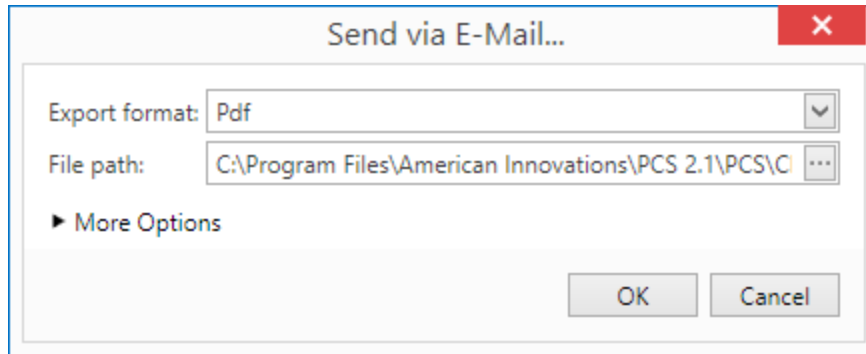 Send via E-Mail...
Export format: Pdf
File path: C:\Program Files\American Innovations\PCS 2.1\PCS\Cl ...
More Options
OK Cancel